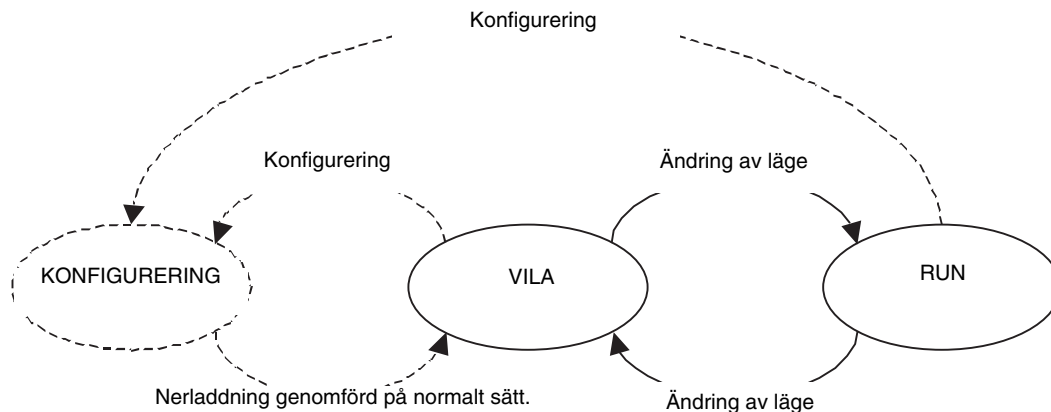 Konfigurering
Konfigurering
Ändring av läge
KONFIGURERING
VILA
RUN
Nerladdning genomförd på normalt sätt.
Ändring av läge